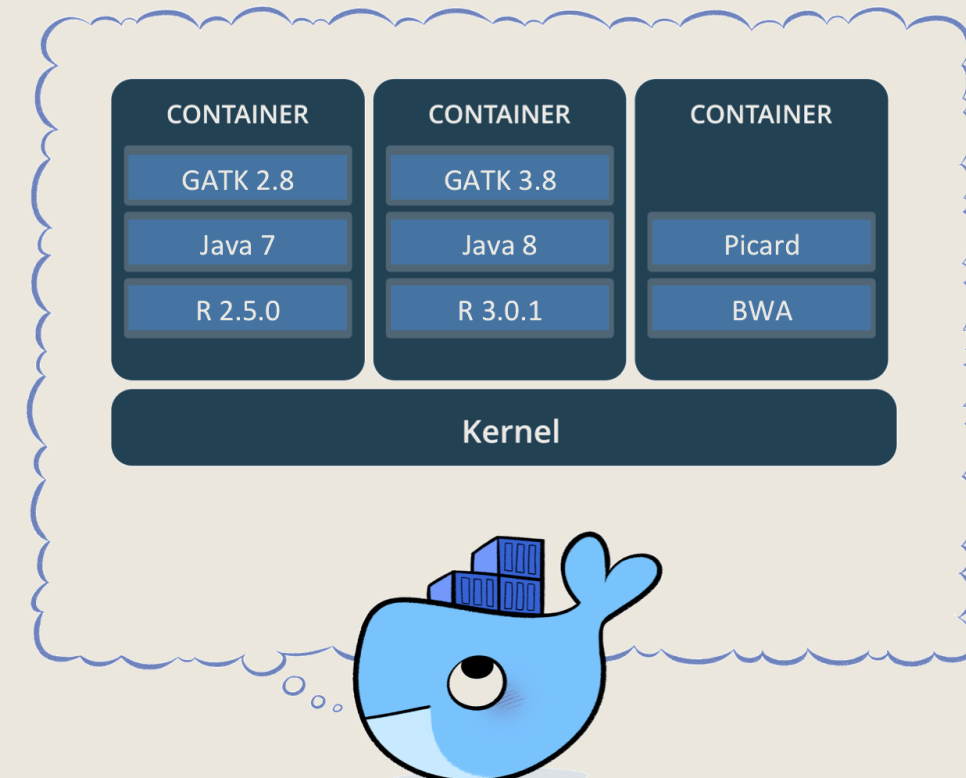 CONTAINER
GATK 2.8
Java 7
R 2.5.0
CONTAINER
GATK 3.8
Java 8
R 3.0.1
CONTAINER
Picard
BWA
Kernel